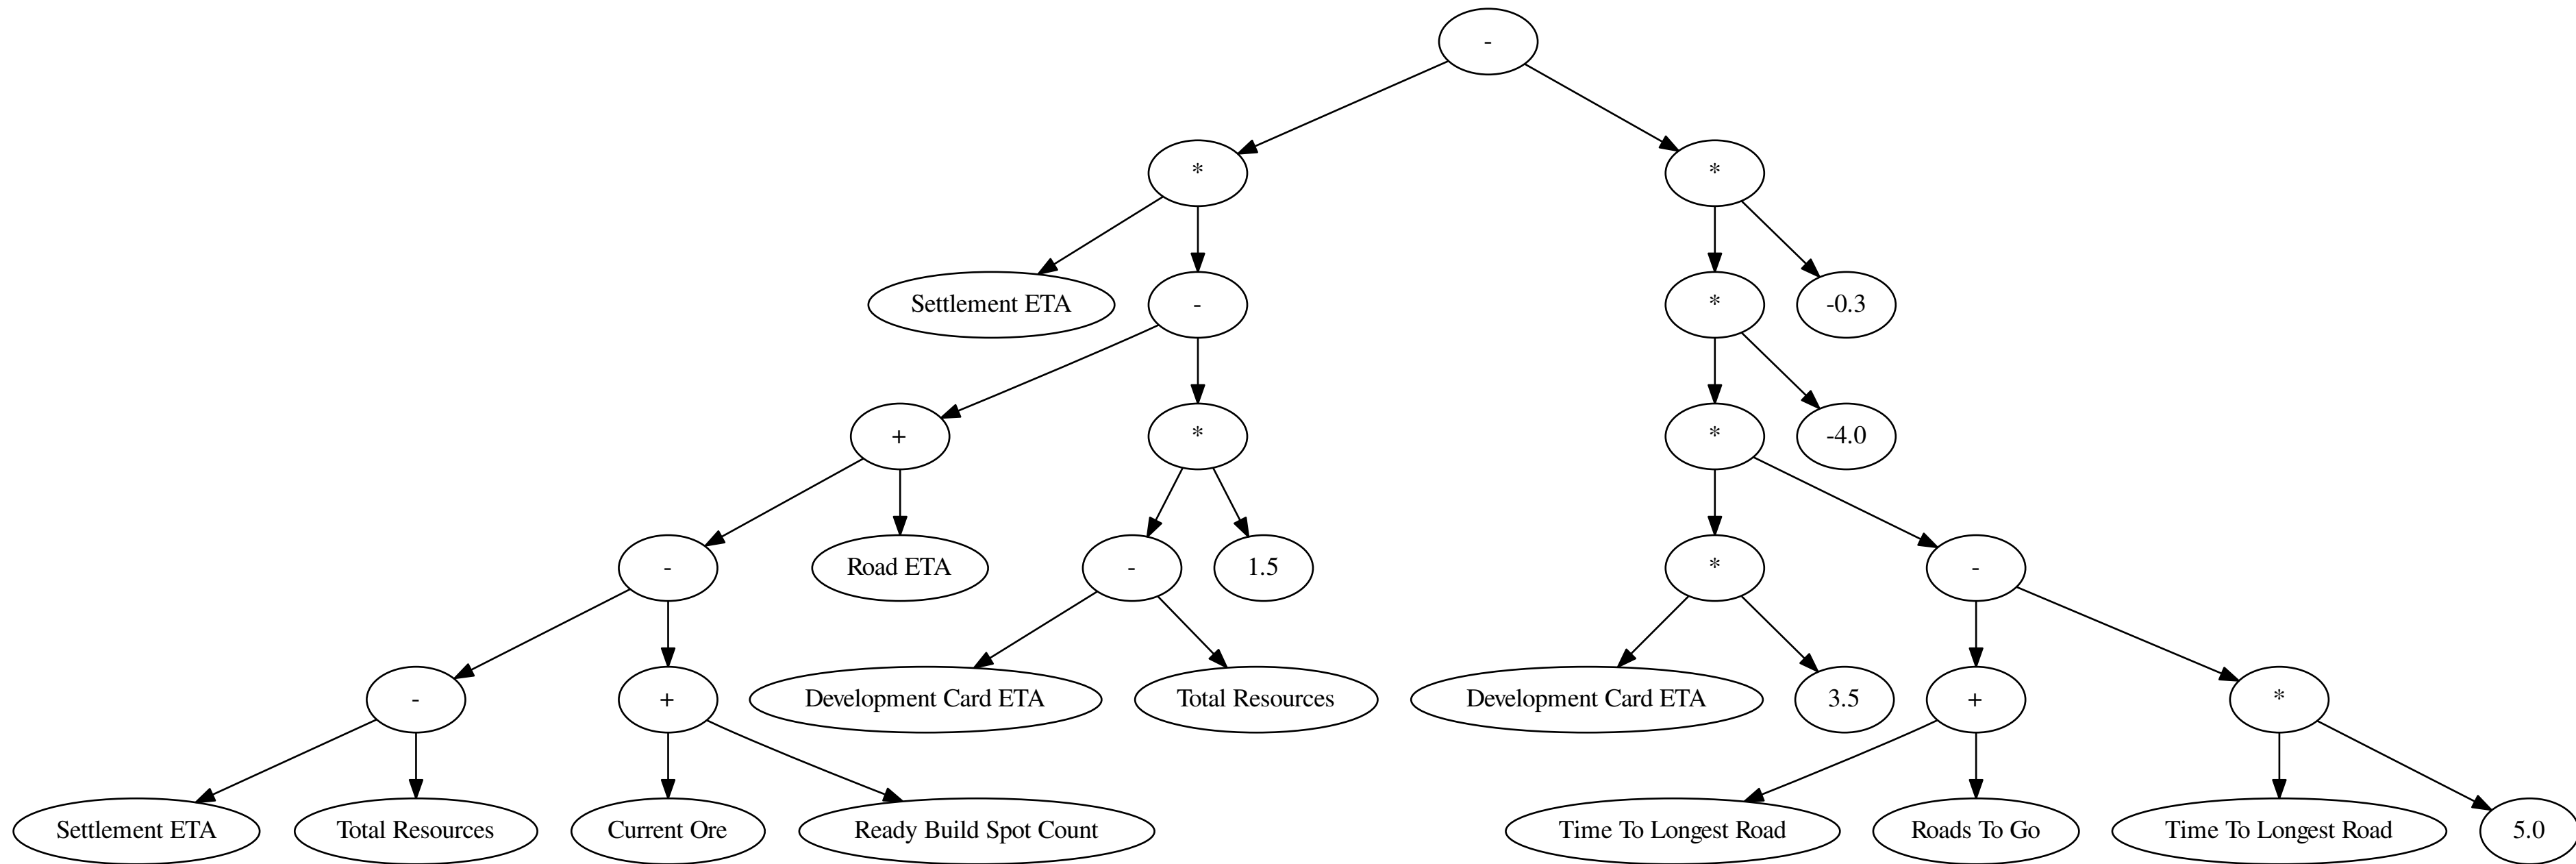 -
*
*
Settlement ETA
-
*
-0.3
+
*
*
-4.0
-
Road ETA
-
1.5
*
-
-
+
Development Card ETA
Total Resources
Development Card ETA
3.5
+
*
Settlement ETA
Total Resources
Current Ore
Ready Build Spot Count
Time To Longest Road
Roads To Go
Time To Longest Road
5.0